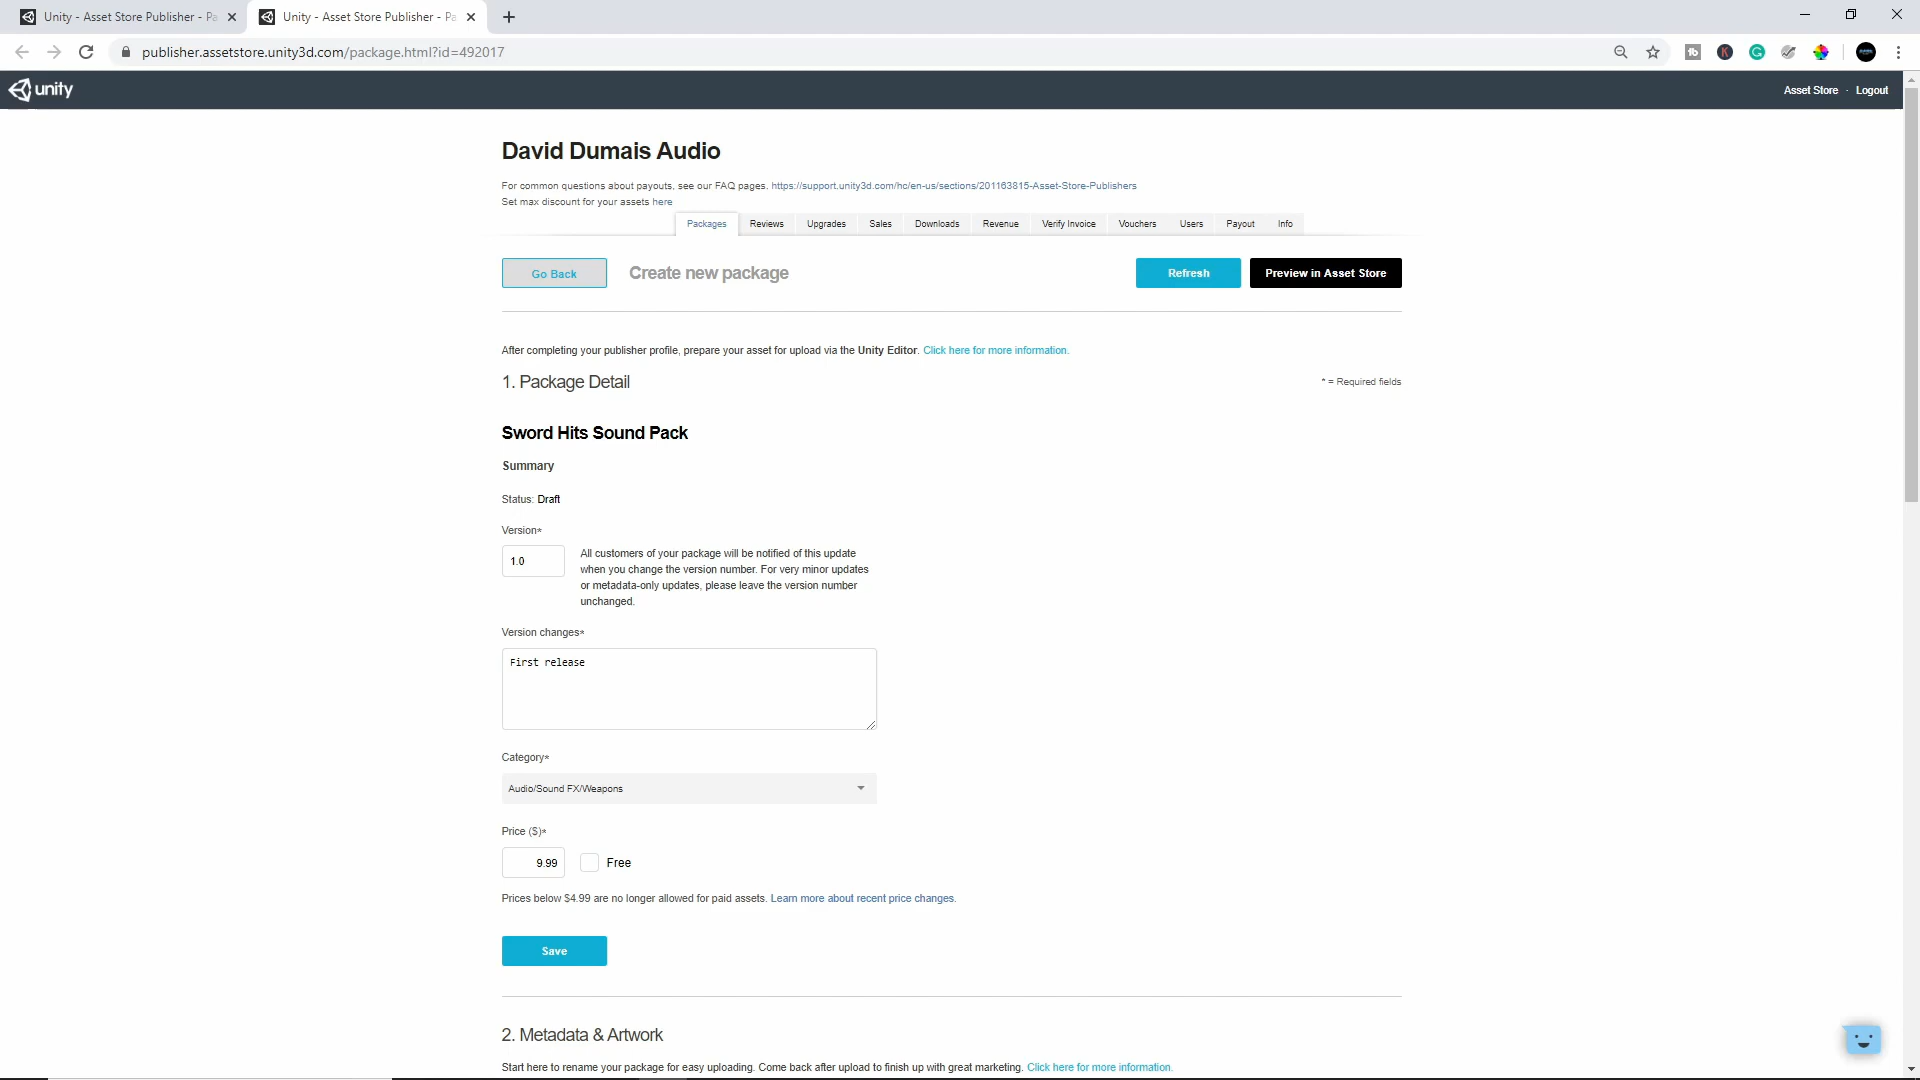 Unity - Asset Store Publisher - Pa
Unity - Asset Store Publisher - Pa
publisher.assetstore.unity3d.com/package.html?id=492017
unity
Asset Store · Logout
David Dumais Audio
For common questions about payouts, see our FAQ pages. https://support.unity3d.com/hc/en-us/sections/201163815-Asset-Store-Publishers
Set max discount for your assets here
Packages Reviews Upgrades Sales Downloads Revenue Verify Invoice Vouchers Users Payout Info
Go Back Create new package Refresh Preview in Asset Store
After completing your publisher profile, prepare your asset for upload via the Unity Editor. Click here for more information.
1. Package Detail * = Required fields
Sword Hits Sound Pack
Summary
Status: Draft
Version*
1.0
All customers of your package will be notified of this update
when you change the version number. For very minor updates
or metadata-only updates, please leave the version number
unchanged.
Version changes*
First release
Category*
Audio/Sound FX/Weapons
Price ($)*
9.99 Free
Prices below $4.99 are no longer allowed for paid assets. Learn more about recent price changes.
Save
2. Metadata & Artwork
Start here to rename your package for easy uploading. Come back after upload to finish up with great marketing. Click here for more information.